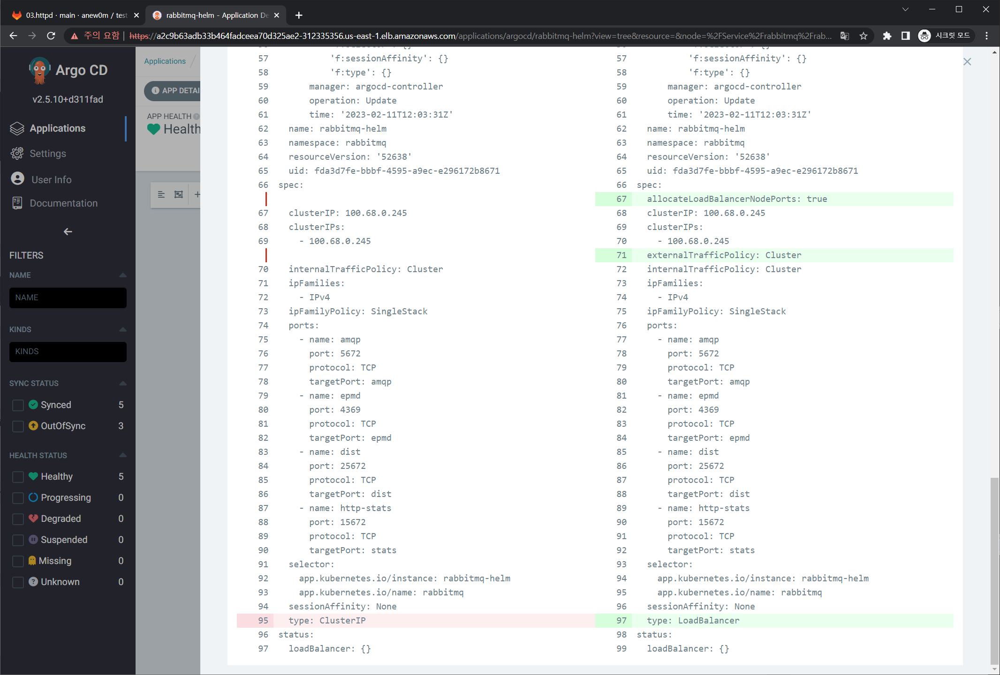 03.httpd · main · anew0m / test
rabbitmq-helm - Application De
주의 요함 | https://a2c9b63adb33b464fadceea70d325ae2-312335356.us-east-1.elb.amazonaws.com/applications/argocd/rabbitmq-helm?view=tree&resource=&node=%2FService%2Frabbitmq%2Frab...
시크릿 모드
Argo CD
v2.5.10+d311fad
Applications
Settings
User Info
Documentation
FILTERS
NAME
NAME
KINDS
KINDS
SYNC STATUS
Synced 5
OutOfSync 3
HEALTH STATUS
Healthy 5
Progressing 0
Degraded 0
Suspended 0
Missing 0
Unknown 0
Applications /
APP DETAI
APP HEALTH
Health
57 'f:sessionAffinity': {}
58 'f:type': {}
59 manager: argocd-controller
60 operation: Update
61 time: '2023-02-11T12:03:31Z'
62 name: rabbitmq-helm
63 namespace: rabbitmq
64 resourceVersion: '52638'
65 uid: fda3d7fe-bbbf-4595-a9ec-e296172b8671
66 spec:
67 clusterIP: 100.68.0.245
68 clusterIPs:
69 - 100.68.0.245
70 internalTrafficPolicy: Cluster
71 ipFamilies:
72 - IPv4
73 ipFamilyPolicy: SingleStack
74 ports:
75 - name: amqp
76 port: 5672
77 protocol: TCP
78 targetPort: amqp
79 - name: epmd
80 port: 4369
81 protocol: TCP
82 targetPort: epmd
83 - name: dist
84 port: 25672
85 protocol: TCP
86 targetPort: dist
87 - name: http-stats
88 port: 15672
89 protocol: TCP
90 targetPort: stats
91 selector:
92 app.kubernetes.io/instance: rabbitmq-helm
93 app.kubernetes.io/name: rabbitmq
94 sessionAffinity: None
95 type: ClusterIP
96 status:
97 loadBalancer: {}
57 'f:sessionAffinity': {}
58 'f:type': {}
59 manager: argocd-controller
60 operation: Update
61 time: '2023-02-11T12:03:31Z'
62 name: rabbitmq-helm
63 namespace: rabbitmq
64 resourceVersion: '52638'
65 uid: fda3d7fe-bbbf-4595-a9ec-e296172b8671
66 spec:
67 allocateLoadBalancerNodePorts: true
68 clusterIP: 100.68.0.245
69 clusterIPs:
70 - 100.68.0.245
71 externalTrafficPolicy: Cluster
72 internalTrafficPolicy: Cluster
73 ipFamilies:
74 - IPv4
75 ipFamilyPolicy: SingleStack
76 ports:
77 - name: amqp
78 port: 5672
79 protocol: TCP
80 targetPort: amqp
81 - name: epmd
82 port: 4369
83 protocol: TCP
84 targetPort: epmd
85 - name: dist
86 port: 25672
87 protocol: TCP
88 targetPort: dist
89 - name: http-stats
90 port: 15672
91 protocol: TCP
92 targetPort: stats
93 selector:
94 app.kubernetes.io/instance: rabbitmq-helm
95 app.kubernetes.io/name: rabbitmq
96 sessionAffinity: None
97 type: LoadBalancer
98 status:
99 loadBalancer: {}